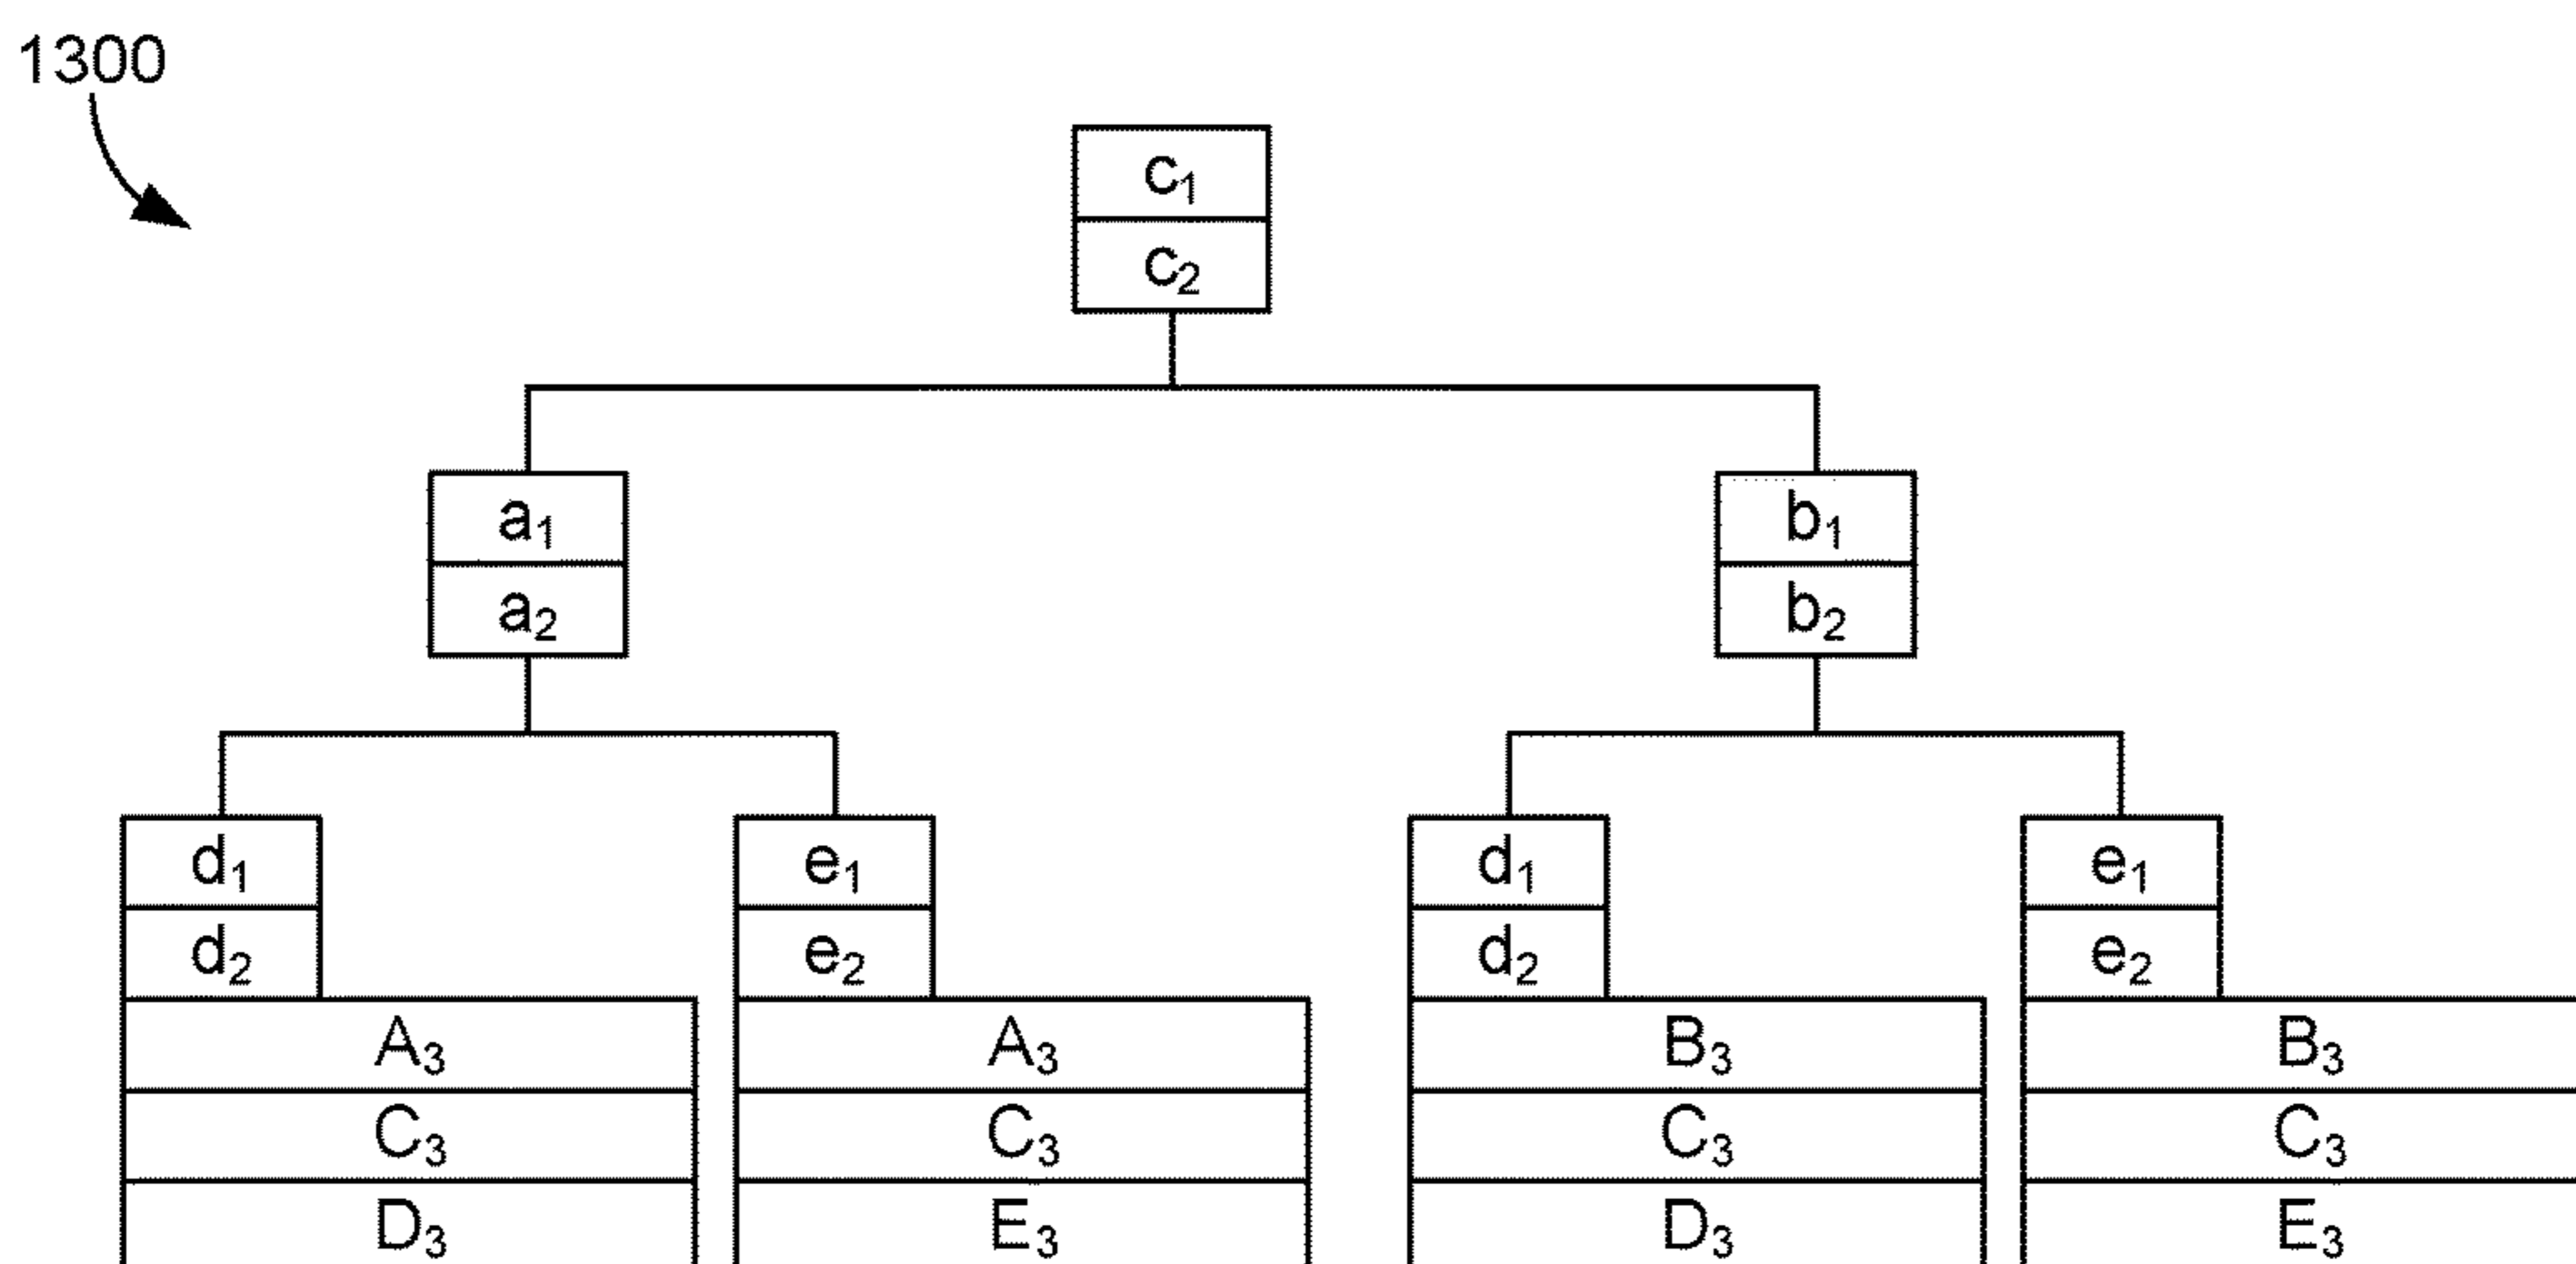 1300
c₁
c₂
a₁ b₁
a₂ b₂
d₁ e₁ d₁ e₁
d₂ e₂ d₂ e₂
A₃ A₃ B₃ B₃
C₃ C₃ C₃ C₃
D₃ E₃ D₃ E₃